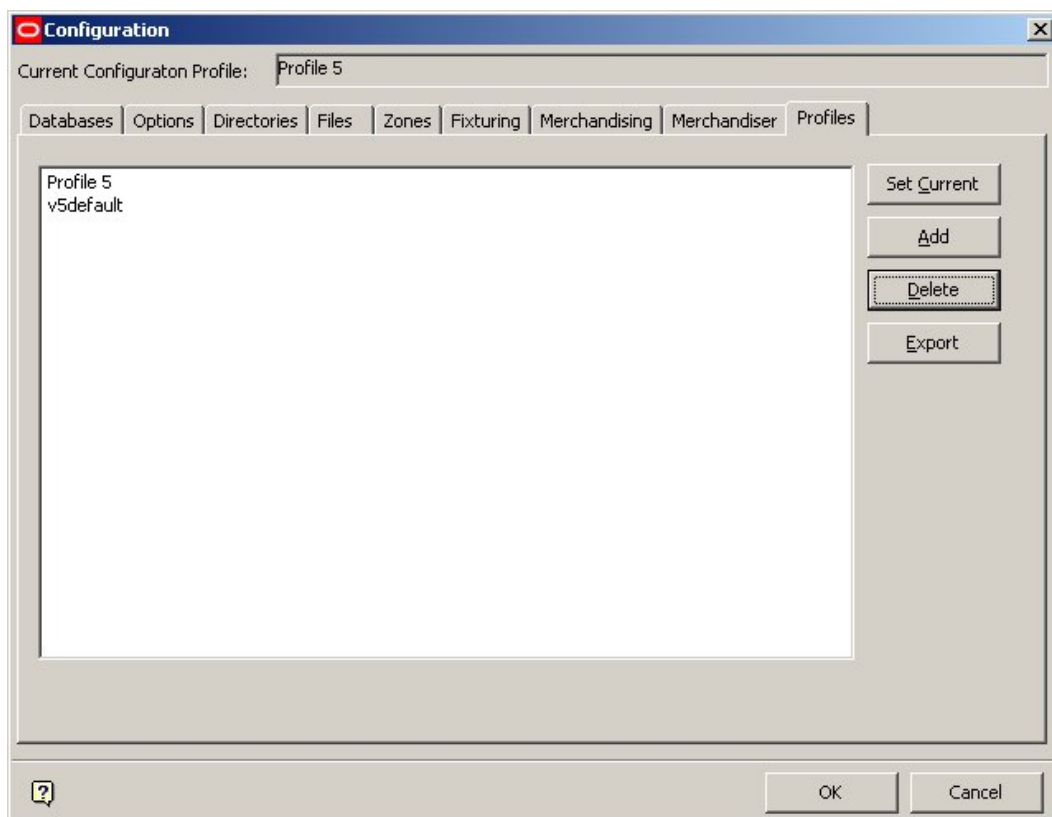 Configuration
Current Configuraton Profile: Profile 5
Databases Options Directories Files Zones Fixturing Merchandising Merchandiser Profiles
Profile 5
v5default
Set Current
Add
Delete
Export
?
OK Cancel